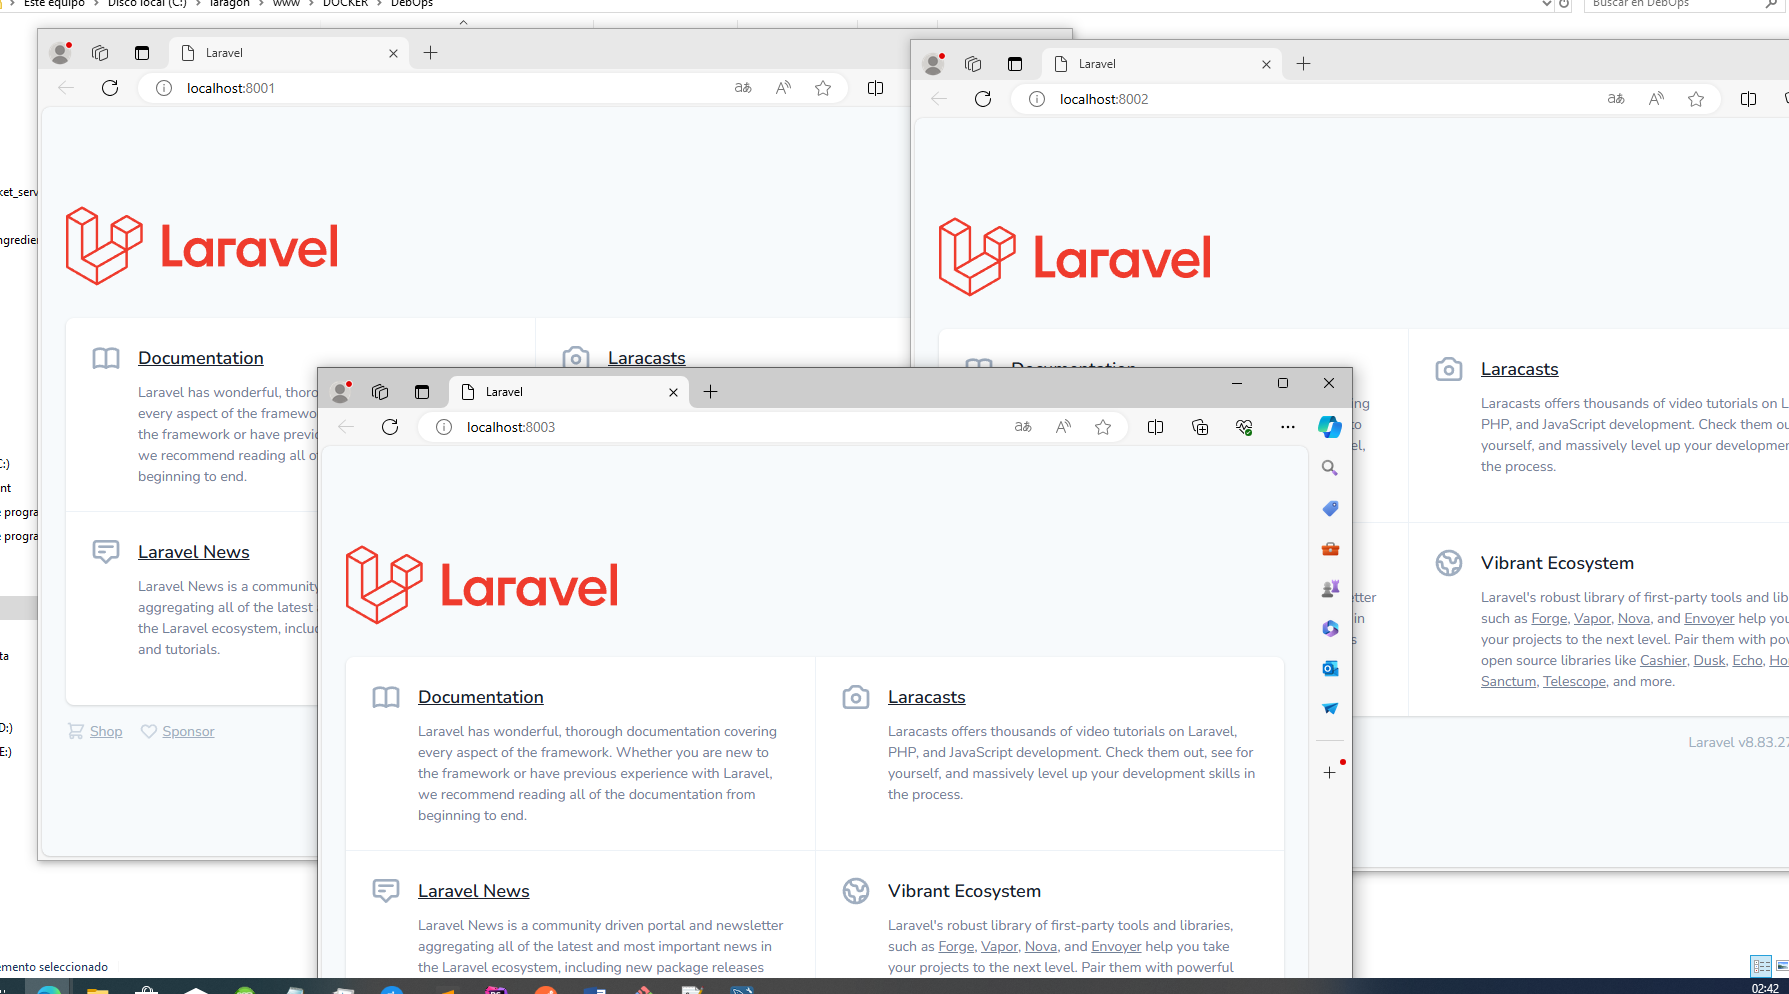 Este equipo > Disco local (C:) > laragon > www > DOCKER > DebOps
Buscar en DebOps
Laravel
localhost:8001
Laravel
Documentation
Laravel has wonderful, thoro
every aspect of the framewo
the framework or have previo
we recommend reading all of
beginning to end.
Laracasts
Laravel News
Laravel News is a community
aggregating all of the latest
the Laravel ecosystem, includ
and tutorials.
Shop
Sponsor
Laravel
localhost:8002
Laravel
Documentation
Laracasts
Laracasts offers thousands of video tutorials on L
PHP, and JavaScript development. Check them ou
yourself, and massively level up your developmen
the process.
Vibrant Ecosystem
Laravel's robust library of first-party tools and lib
such as Forge, Vapor, Nova, and Envoyer help you
your projects to the next level. Pair them with pow
open source libraries like Cashier, Dusk, Echo, Ho
Sanctum, Telescope, and more.
Laravel v8.83.27
Laravel
localhost:8003
Laravel
Documentation
Laravel has wonderful, thorough documentation covering
every aspect of the framework. Whether you are new to
the framework or have previous experience with Laravel,
we recommend reading all of the documentation from
beginning to end.
Laracasts
Laracasts offers thousands of video tutorials on Laravel,
PHP, and JavaScript development. Check them out, see for
yourself, and massively level up your development skills in
the process.
Laravel News
Laravel News is a community driven portal and newsletter
aggregating all of the latest and most important news in
the Laravel ecosystem, including new package releases
Vibrant Ecosystem
Laravel's robust library of first-party tools and libraries,
such as Forge, Vapor, Nova, and Envoyer help you take
your projects to the next level. Pair them with powerful
ket_serv
ngredien
C:)
nt
e progra
e progra
ta
D:)
E:)
emento seleccionado
02:42